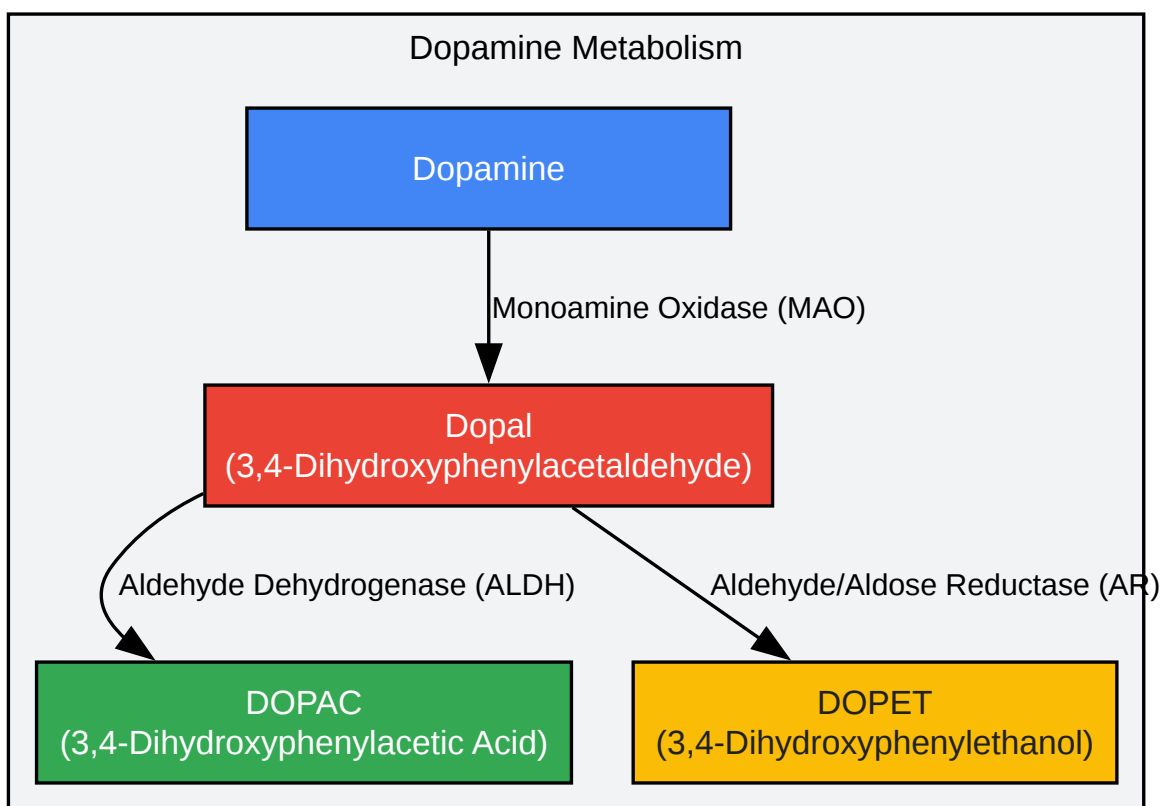 Dopamine Metabolism
Dopamine
Monoamine Oxidase (MAO)
Dopal
(3,4-Dihydroxyphenylacetaldehyde)
Aldehyde Dehydrogenase (ALDH)
Aldehyde/Aldose Reductase (AR)
DOPAC
(3,4-Dihydroxyphenylacetic Acid)
DOPET
(3,4-Dihydroxyphenylethanol)